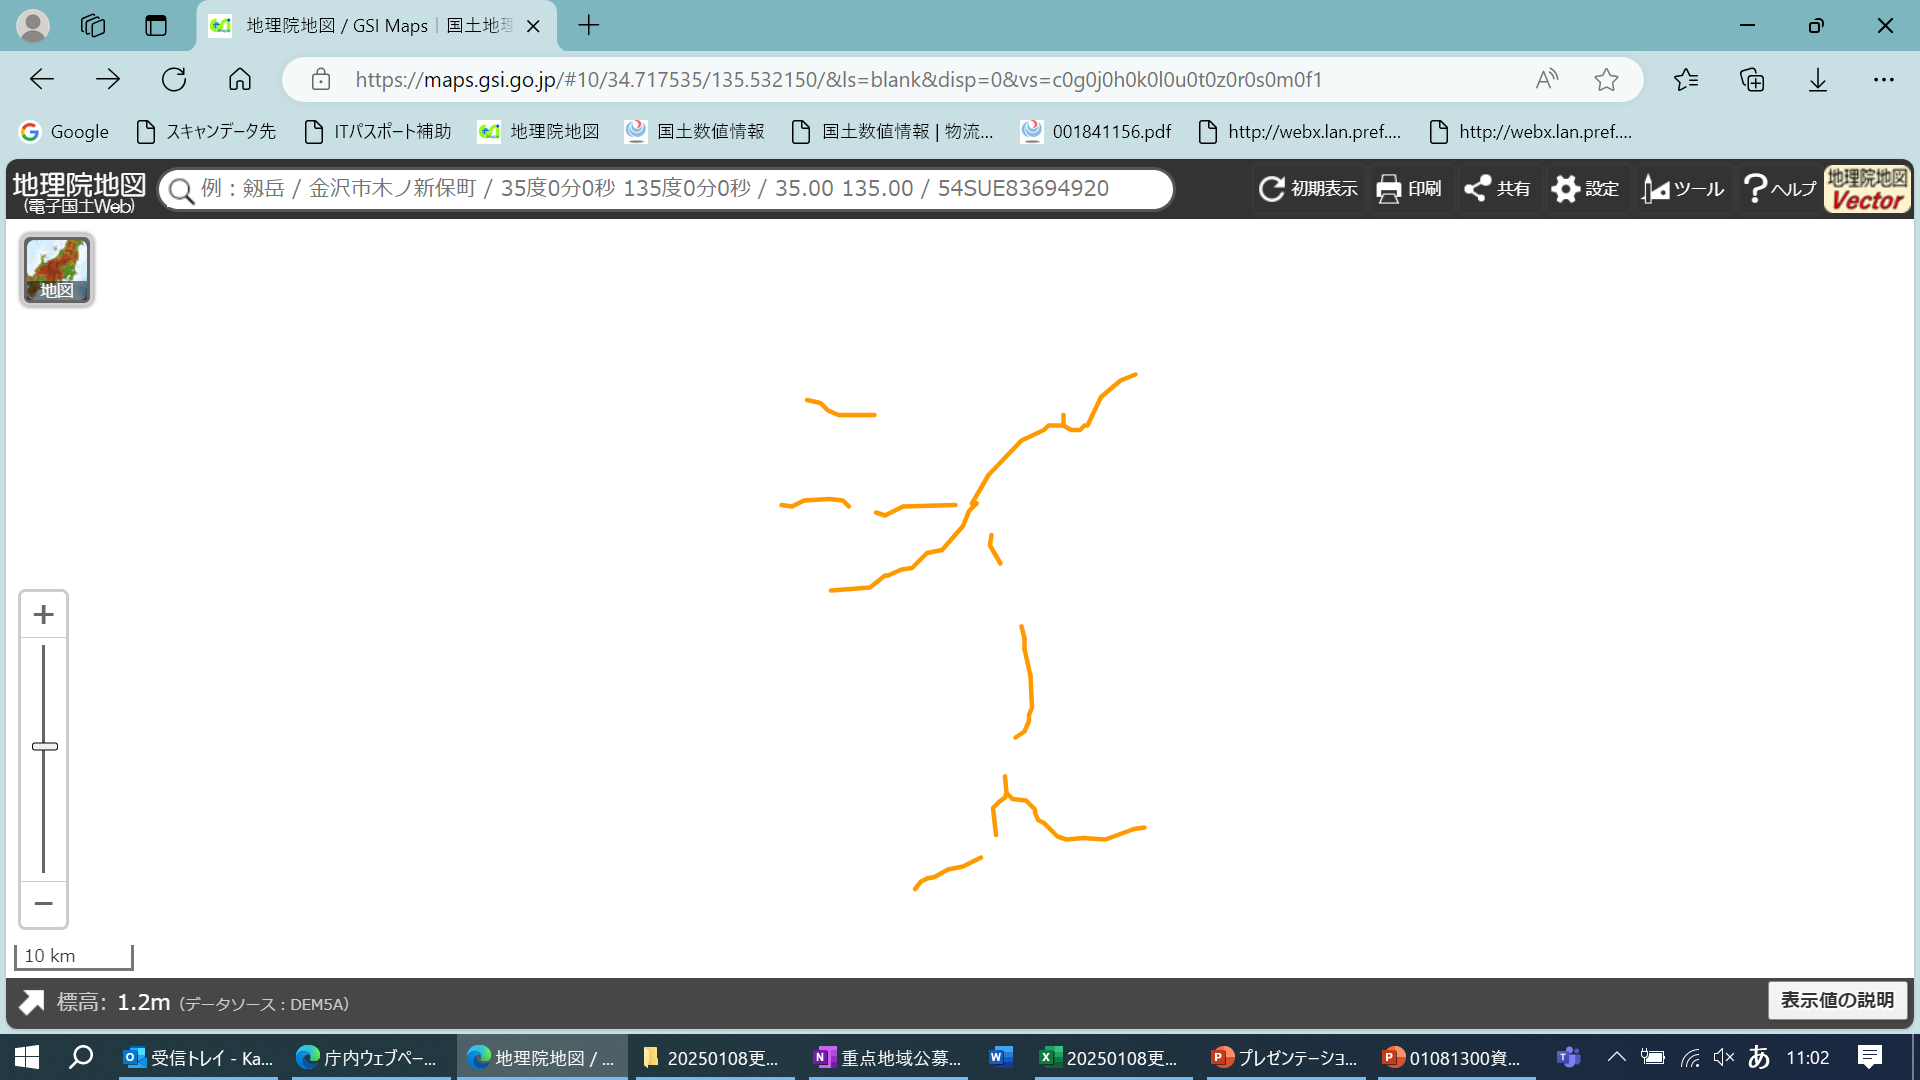 地理院地図 / GSI Maps｜国土地理
https://maps.gsi.go.jp/#10/34.717535/135.532150/&ls=blank&disp=0&vs=c0g0j0h0k0l0u0t0z0r0s0m0f1
Google スキャンデータ先 ITパスポート補助 地理院地図 国土数値情報 国土数値情報 | 物流... 001841156.pdf http://webx.lan.pref.... http://webx.lan.pref....
地理院地図
(電子国土Web)
例：剱岳 / 金沢市木ノ新保町 / 35度0分0秒 135度0分0秒 / 35.00 135.00 / 54SUE83694920
初期表示 印刷 共有 設定 ツール ヘルプ
地理院地図
Vector
地図
+
−
10 km
標高: 1.2m (データソース：DEM5A)
表示値の説明
受信トレイ - Ka... 庁内ウェブペー... 地理院地図 / ... 20250108更... 重点地域公募... 20250108更... プレゼンテーショ... 01081300資... あ 11:02